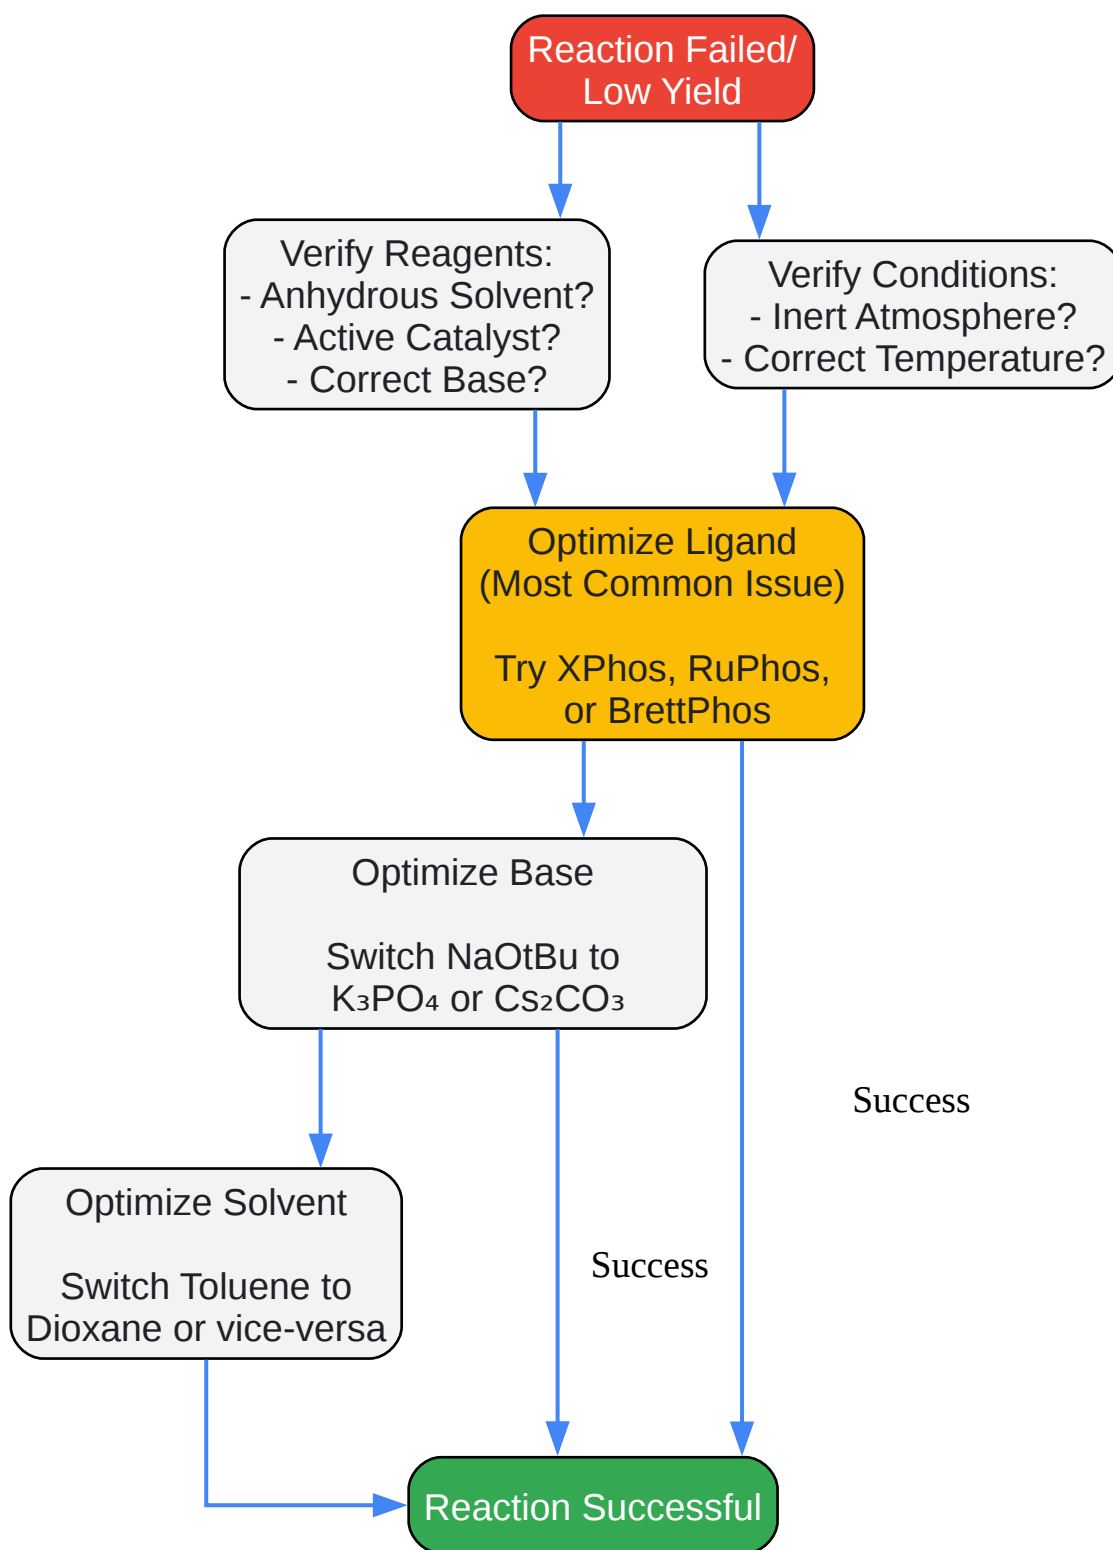 Reaction Failed/
Low Yield
Verify Reagents:
- Anhydrous Solvent?
- Active Catalyst?
- Correct Base?
Verify Conditions:
- Inert Atmosphere?
- Correct Temperature?
Optimize Ligand
(Most Common Issue)
Try XPhos, RuPhos,
or BrettPhos
Optimize Base
Switch NaOtBu to
K₃PO₄ or Cs₂CO₃
Success
Optimize Solvent
Switch Toluene to
Dioxane or vice-versa
Success
Reaction Successful